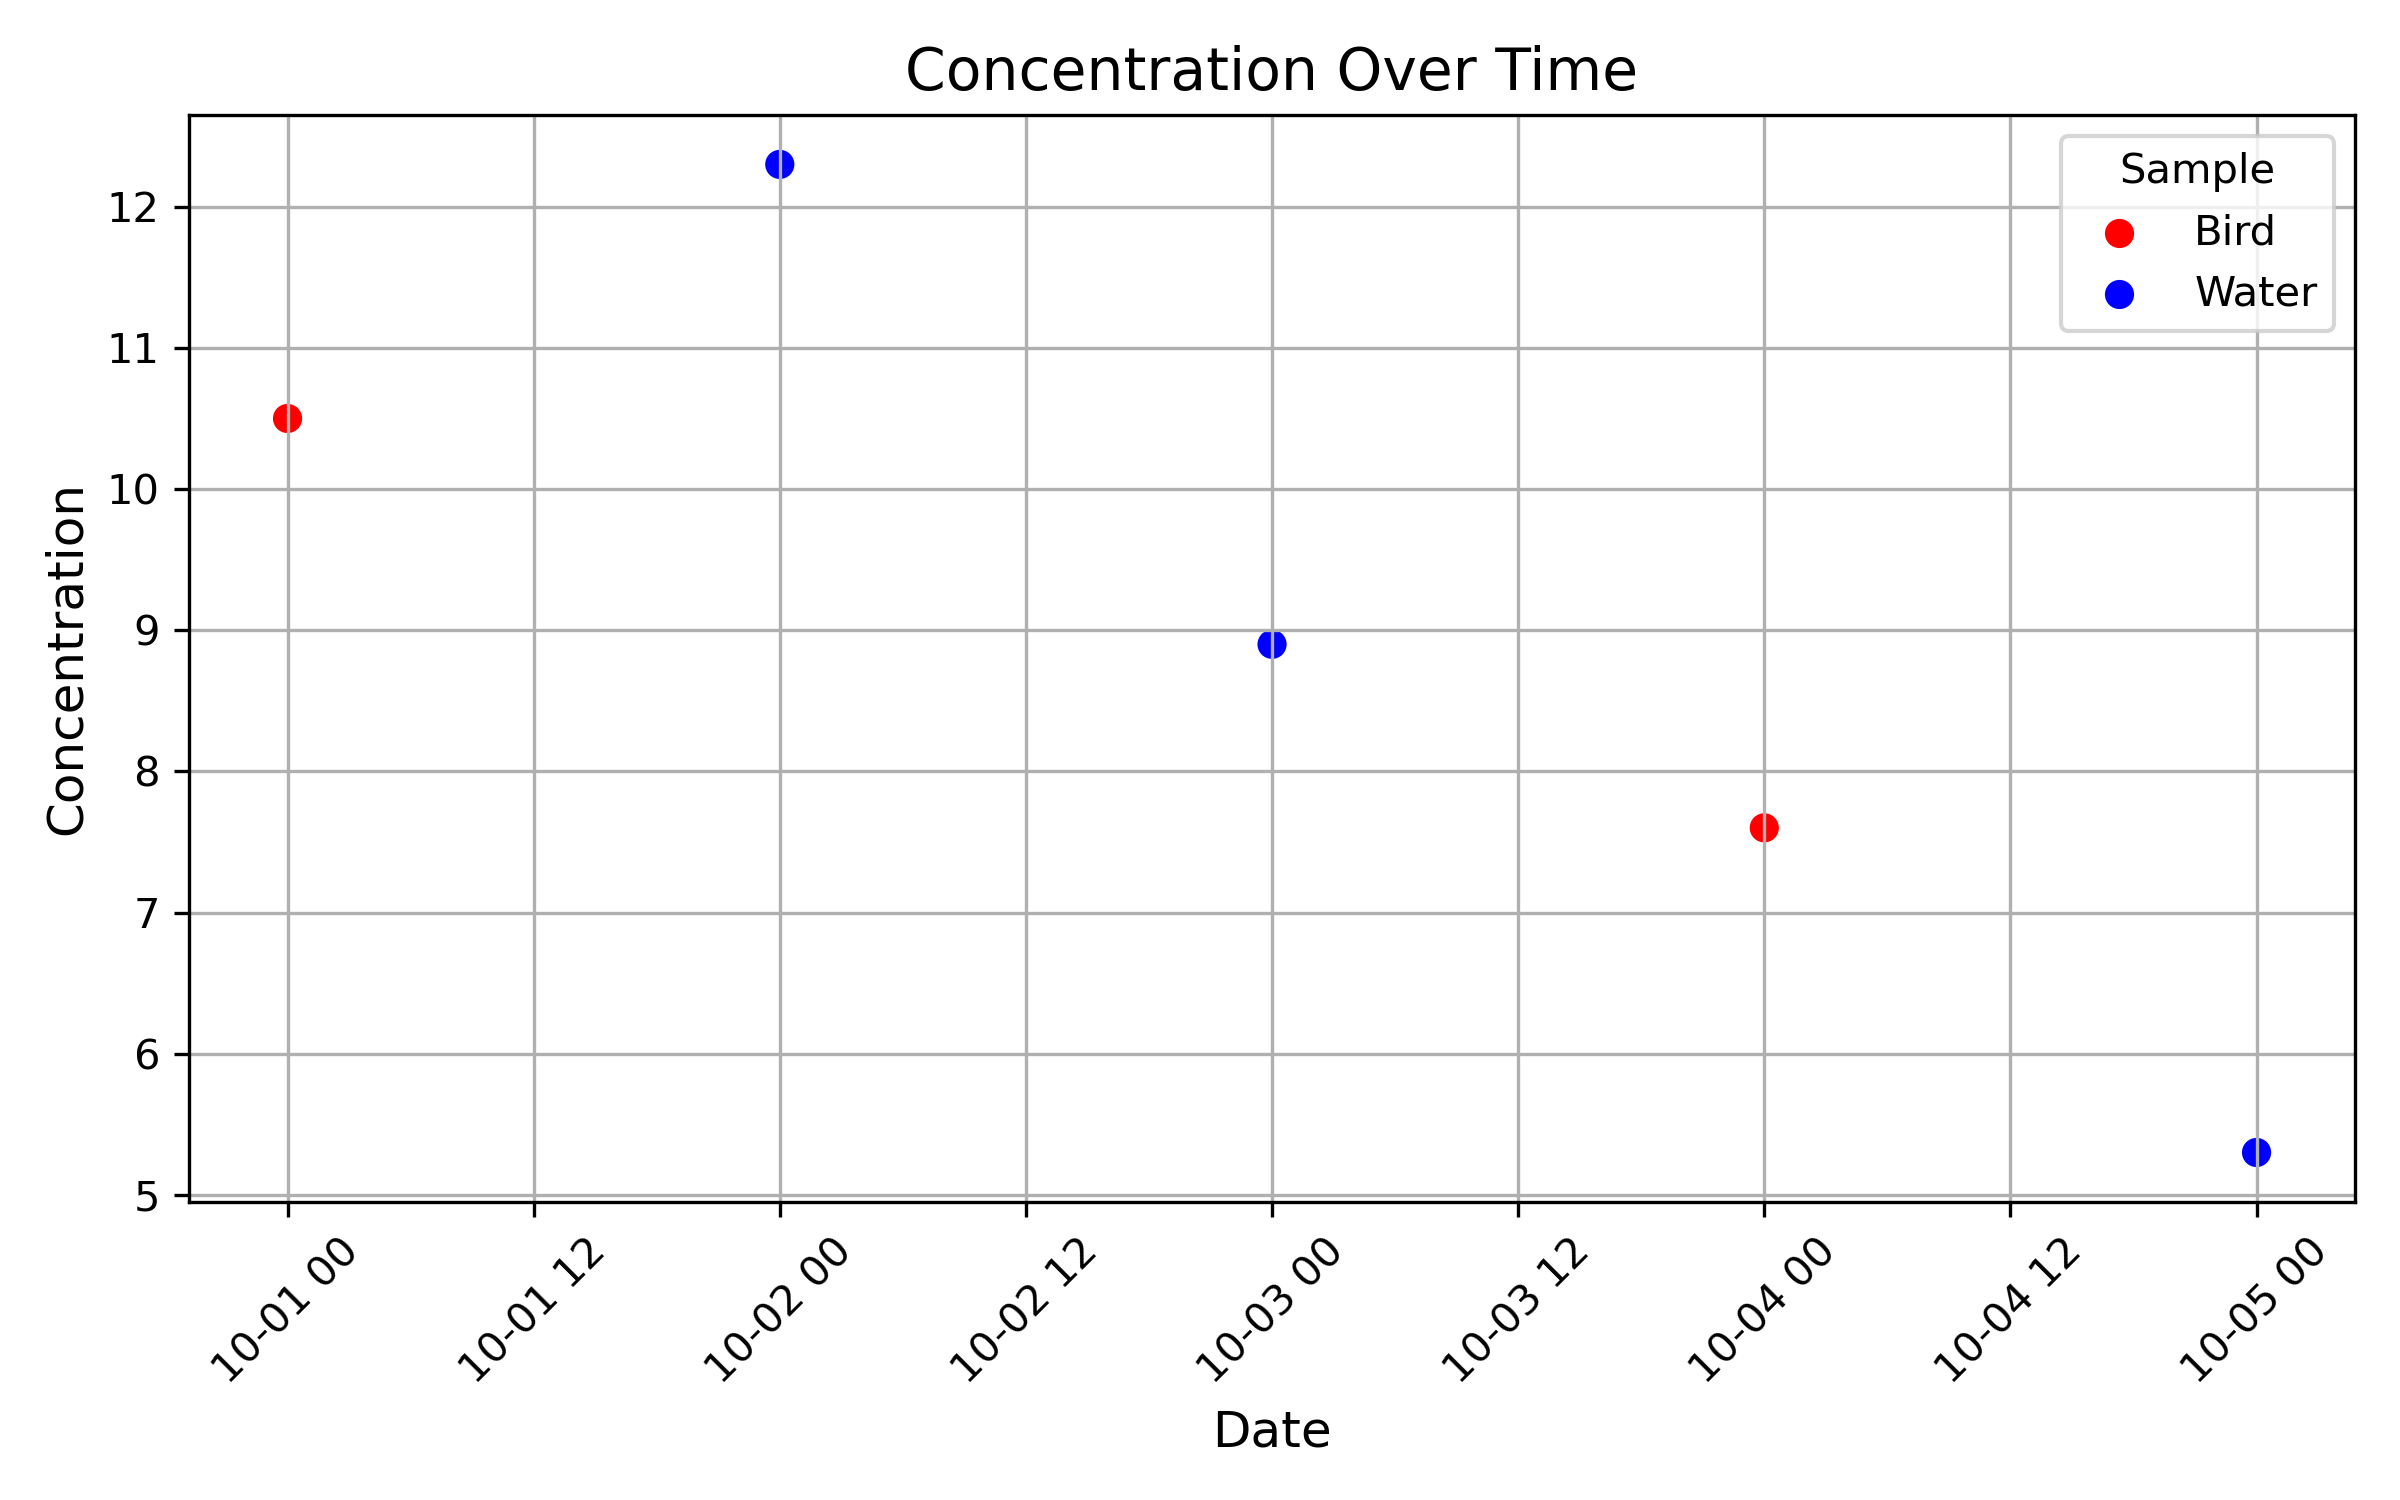 Concentration Over Time
Sample
Bird
Water
Concentration
12
11
10
9
8
7
6
5
10-01 00
10-01 12
10-02 00
10-02 12
10-03 00
10-03 12
10-04 00
10-04 12
10-05 00
Date